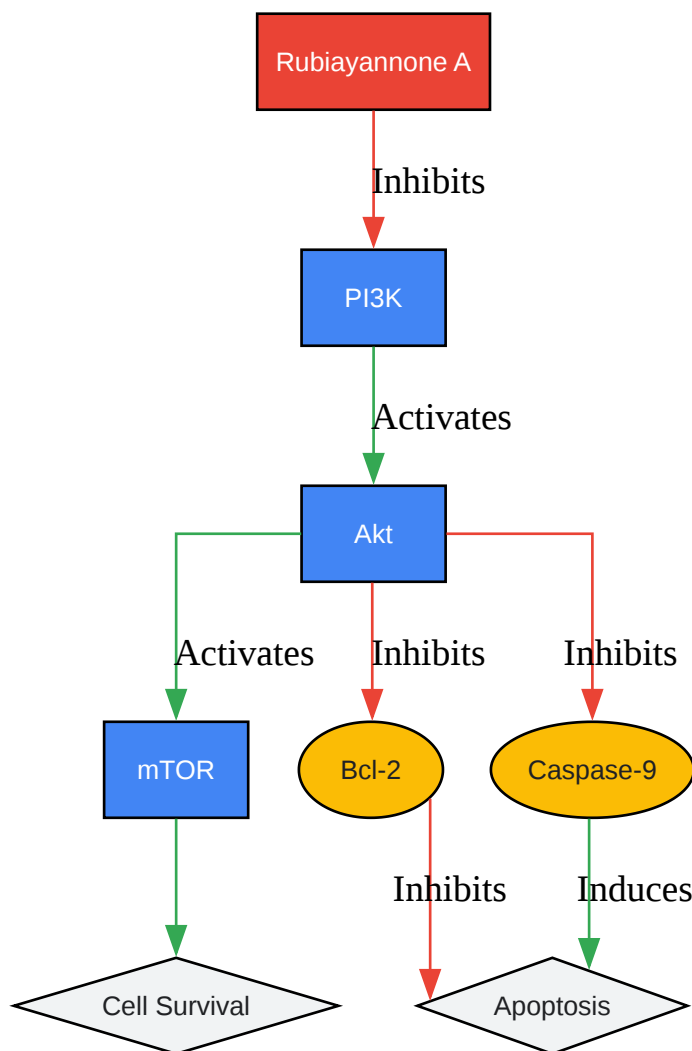 Rubiayannone A
Inhibits
PI3K
Activates
Akt
Activates
Inhibits
Inhibits
mTOR
Bcl-2
Caspase-9
Inhibits
Induces
Cell Survival
Apoptosis